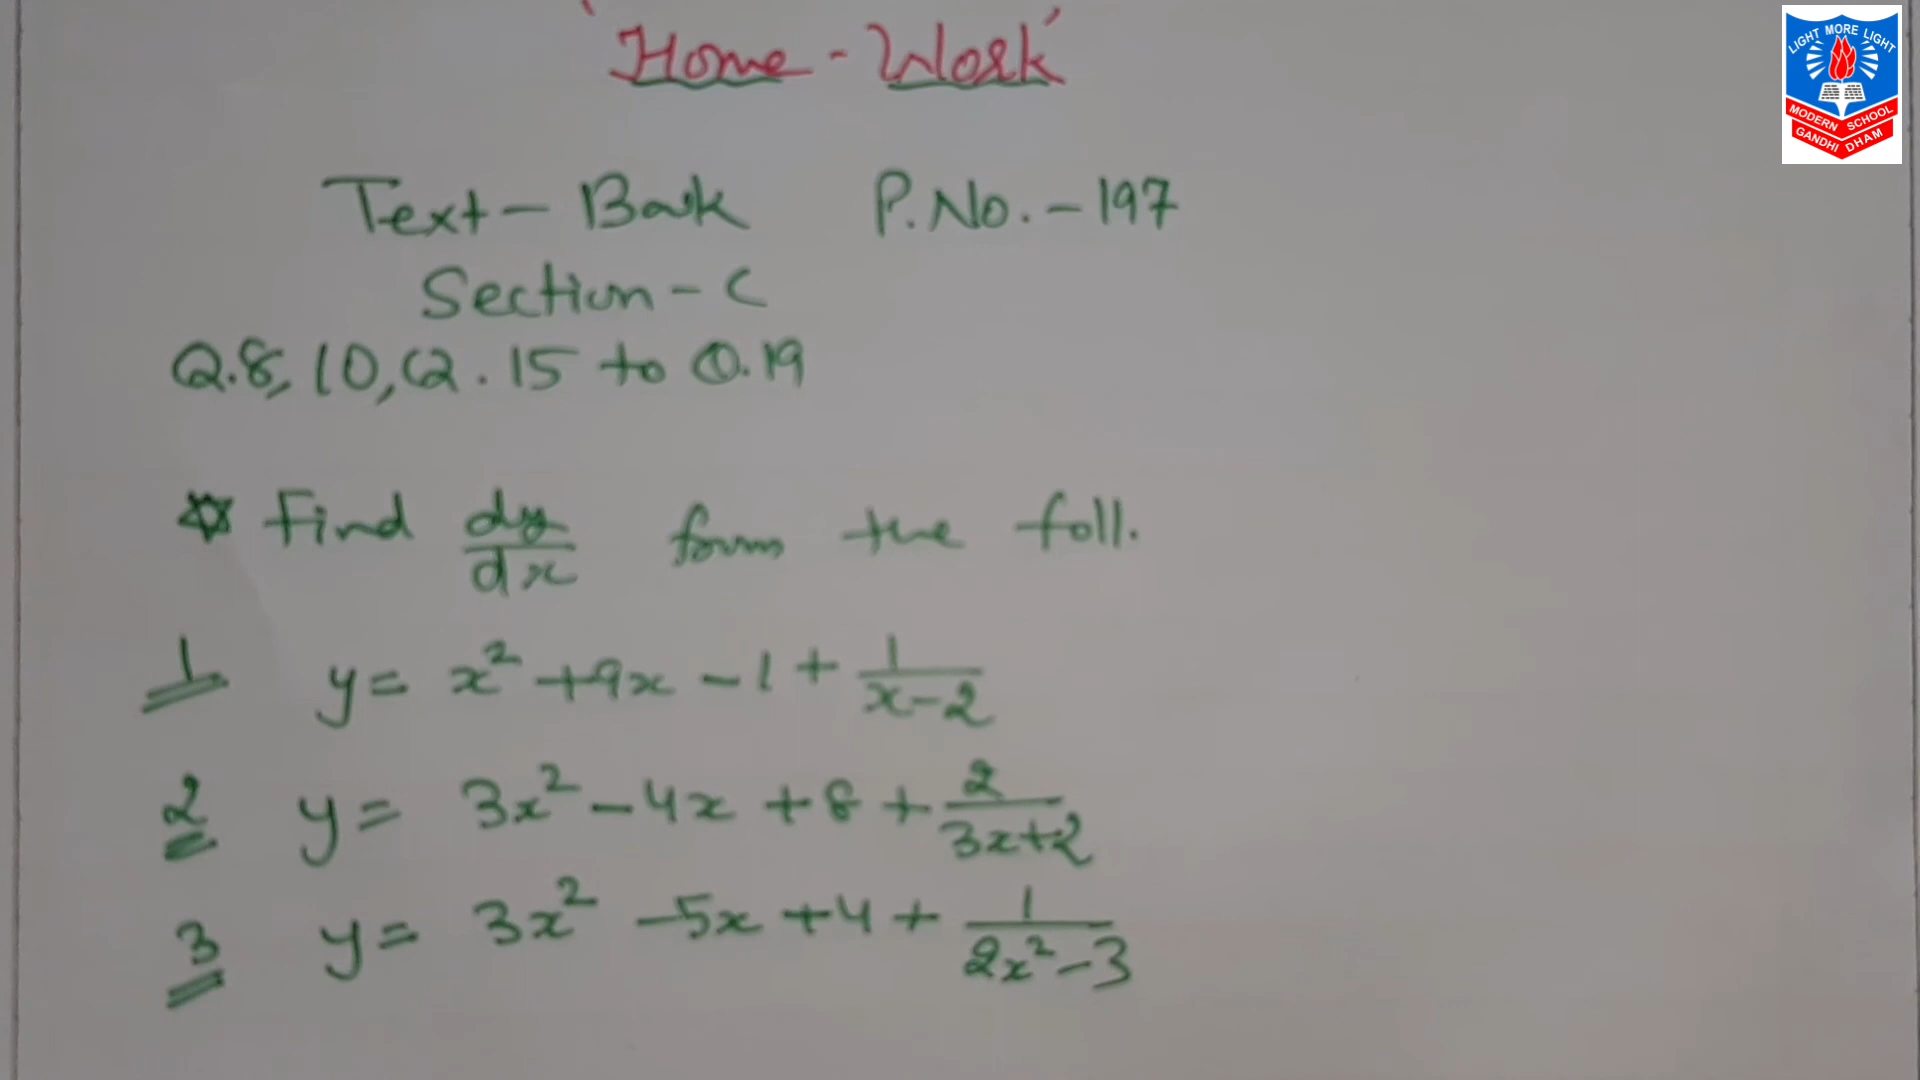 'Home-Work'
LIGHT MORE LIGHT
MODERN SCHOOL
GANDHI DHAM
Text-Book P.No.-197
Section-C
Q.8, 10, Q.15 to Q.19
Find dy/dx form the foll.
1 y = x² + 9x - 1 + 1/(x-2)
2 y = 3x² - 4x + 8 + 2/(3x+2)
3 y = 3x² - 5x + 4 + 1/(2x²-3)